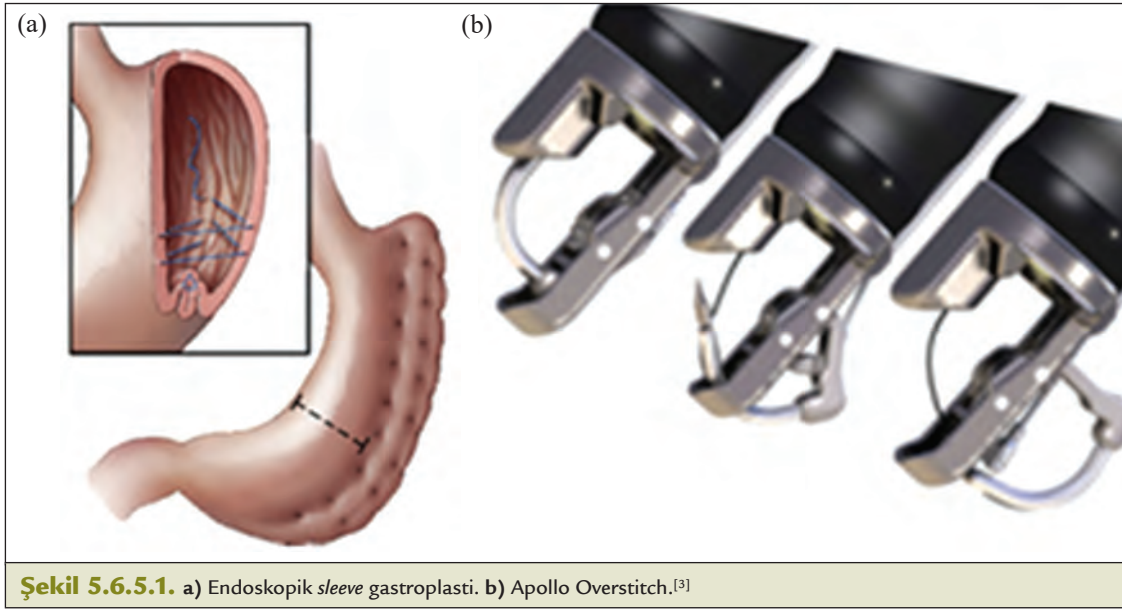 (a)
(b)
Şekil 5.6.5.1. a) Endoskopik sleeve gastroplasti. b) Apollo Overstitch.[3]